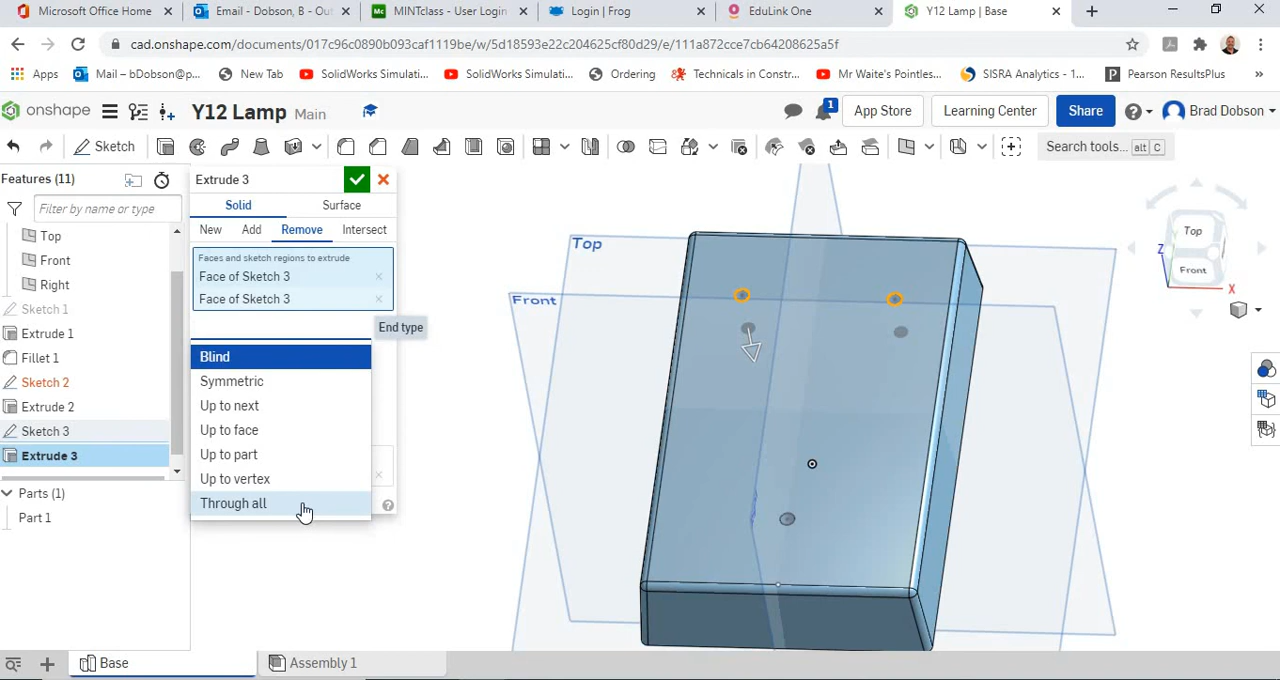 Microsoft Office Home
Email - Dobson, B - Out
MINTclass - User Login
Login | Frog
EduLink One
Y12 Lamp | Base
cad.onshape.com/documents/017c96c0890b093caf1119be/w/5d18593e22c204625cf80d29/e/111a872cce7cb64208625a5f
Apps
Mail – bDobson@p...
New Tab
SolidWorks Simulati...
SolidWorks Simulati...
Ordering
Technicals in Constr...
Mr Waite's Pointles...
SISRA Analytics - 1...
Pearson ResultsPlus
»
onshape
Y12 Lamp Main
1
App Store
Learning Center
Share
Brad Dobson
Sketch
Search tools... alt C
Features (11)
Filter by name or type
Top
Front
Right
Sketch 1
Extrude 1
Fillet 1
Sketch 2
Extrude 2
Sketch 3
Extrude 3
Parts (1)
Part 1
Extrude 3
Solid
Surface
New
Add
Remove
Intersect
Faces and sketch regions to extrude
Face of Sketch 3
Face of Sketch 3
End type
Blind
Symmetric
Up to next
Up to face
Up to part
Up to vertex
Through all
Top
Front
Top
Front
Z
X
Base
Assembly 1